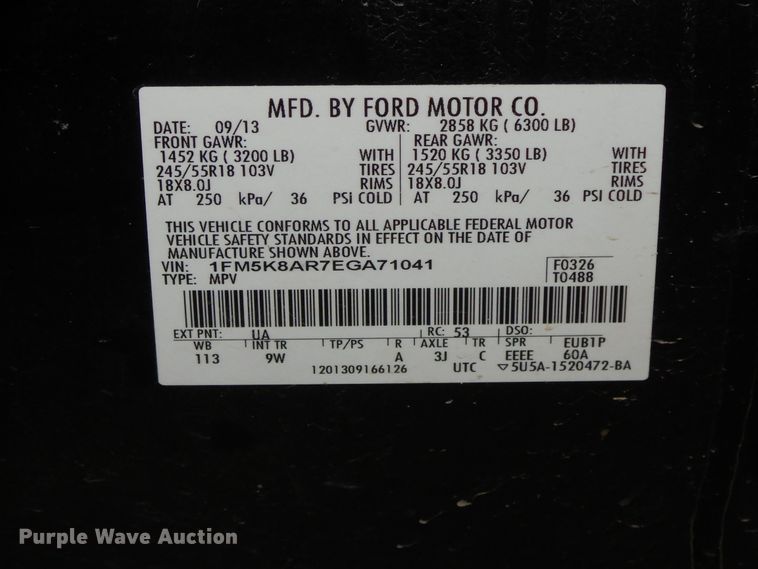 MFD. BY FORD MOTOR CO.
DATE: 09/13 GVWR: 2858 KG ( 6300 LB)
FRONT GAWR: REAR GAWR:
1452 KG ( 3200 LB) WITH 1520 KG ( 3350 LB) WITH
245/55R18 103V TIRES 245/55R18 103V TIRES
18X8.0J RIMS 18X8.0J RIMS
AT 250 kPa/ 36 PSI COLD AT 250 kPa/ 36 PSI COLD
THIS VEHICLE CONFORMS TO ALL APPLICABLE FEDERAL MOTOR
VEHICLE SAFETY STANDARDS IN EFFECT ON THE DATE OF
MANUFACTURE SHOWN ABOVE.
VIN: 1FM5K8AR7EGA71041 F0326
TYPE: MPV T0488
EXT PNT: UA RC: 53 DSO:
WB INT TR TP/PS R AXLE TR SPR EUB1P
113 9W A 3J C EEEE 60A
1201309166126 UTC ▽5U5A-1520472-BA
Purple Wave Auction